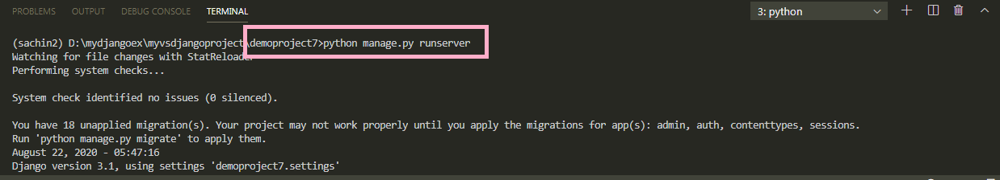 PROBLEMS OUTPUT DEBUG CONSOLE TERMINAL 3: python
(sachin2) D:\mydjangoex\myvsdjangoproject\demoproject7>python manage.py runserver
Watching for file changes with StatReloader
Performing system checks...
System check identified no issues (0 silenced).
You have 18 unapplied migration(s). Your project may not work properly until you apply the migrations for app(s): admin, auth, contenttypes, sessions.
Run 'python manage.py migrate' to apply them.
August 22, 2020 - 05:47:16
Django version 3.1, using settings 'demoproject7.settings'